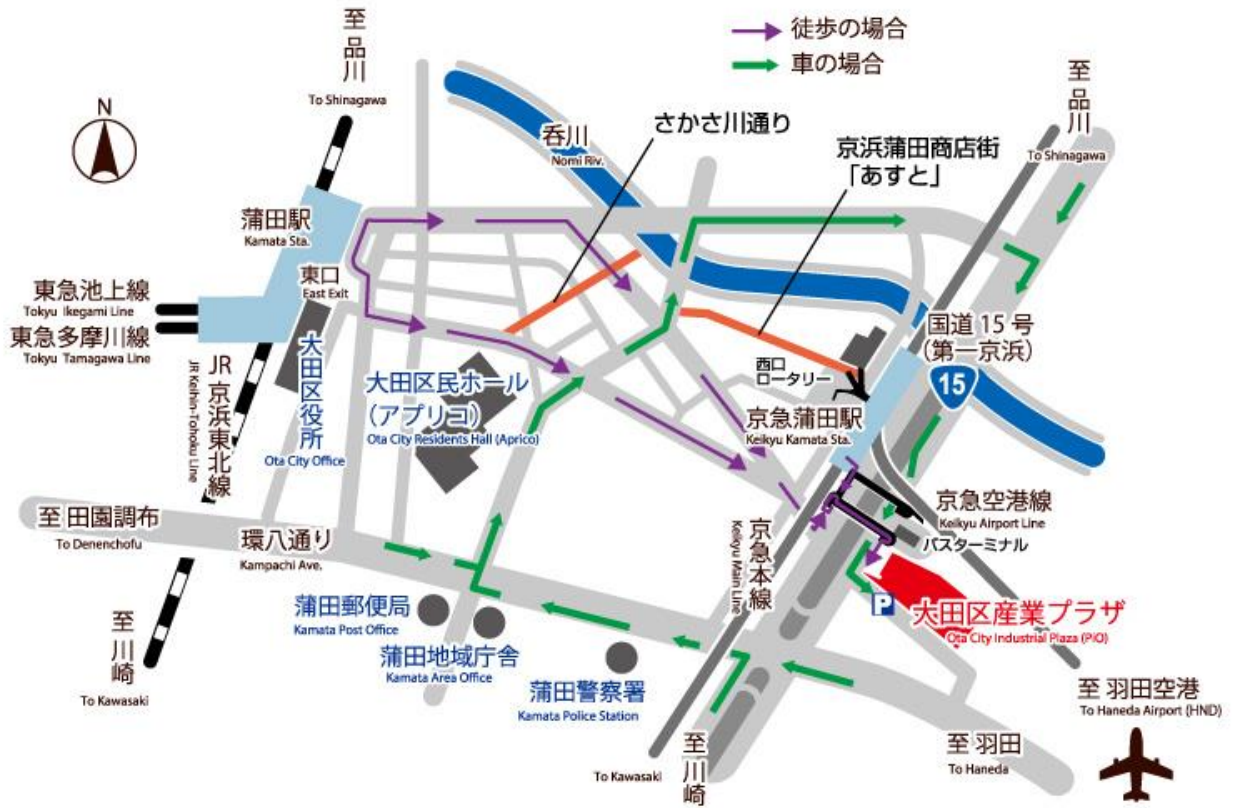 徒歩の場合
車の場合
N
至 品川
To Shinagawa
至 品川
To Shinagawa
さかさ川通り
呑川
Nomi Riv.
京浜蒲田商店街
「あすと」
蒲田駅
Kamata Sta.
東口
East Exit
東急池上線
Tokyu Ikegami Line
東急多摩川線
Tokyu Tamagawa Line
JR 京浜東北線
JR Keihin-Tohoku Line
大田区役所
Ota City Office
大田区民ホール
（アプリコ）
Ota City Residents Hall (Aprico)
国道 15 号
（第一京浜）
15
西口
ロータリー
京急蒲田駅
Keikyu Kamata Sta.
京急空港線
Keikyu Airport Line
バスターミナル
至 田園調布
To Denenchofu
環八通り
Kampachi Ave.
京急本線
Keikyu Main Line
P
大田区産業プラザ
Ota City Industrial Plaza (PiO)
蒲田郵便局
Kamata Post Office
蒲田地域庁舎
Kamata Area Office
蒲田警察署
Kamata Police Station
至 川崎
To Kawasaki
至 川崎
To Kawasaki
至 羽田
To Haneda
至 羽田空港
To Haneda Airport (HND)